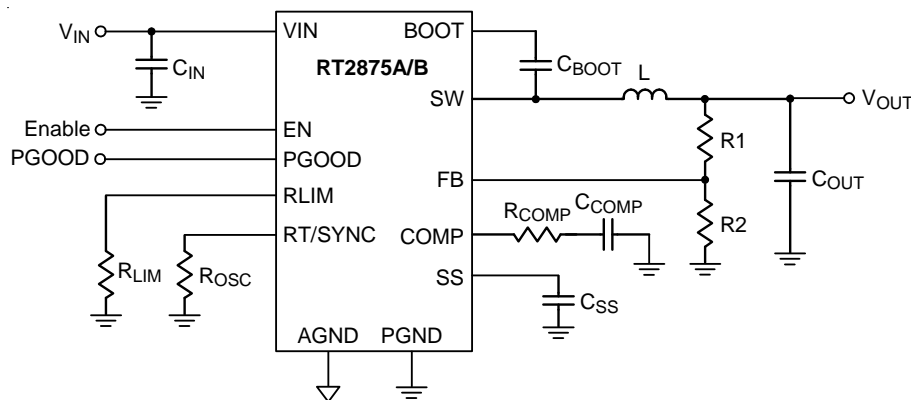 VIN
VIN
BOOT
RT2875A/B
CIN
CBOOT
SW
L
VOUT
Enable
EN
R1
PGOOD
PGOOD
FB
COUT
RLIM
RCOMP
CCOMP
R2
RT/SYNC
COMP
RLIM
ROSC
SS
CSS
AGND
PGND